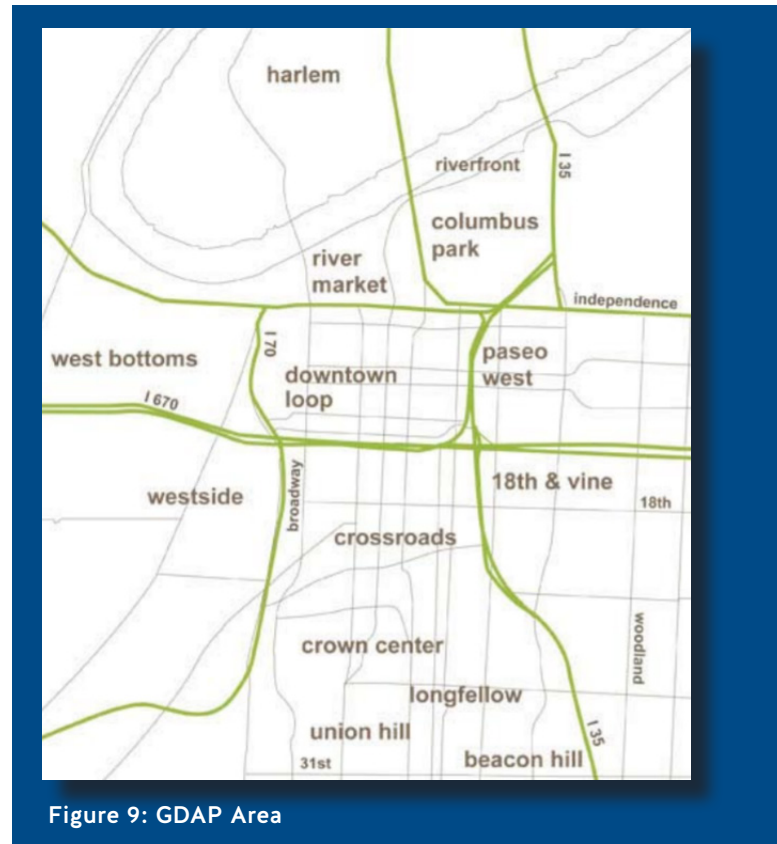 harlem
riverfront
I 35
columbus
park
river
market
independence
I 70
west bottoms
paseo
west
downtown
loop
I 670
18th & vine
westside
broadway
18th
crossroads
woodland
crown center
longfellow
union hill
I 35
beacon hill
31st
Figure 9: GDAP Area